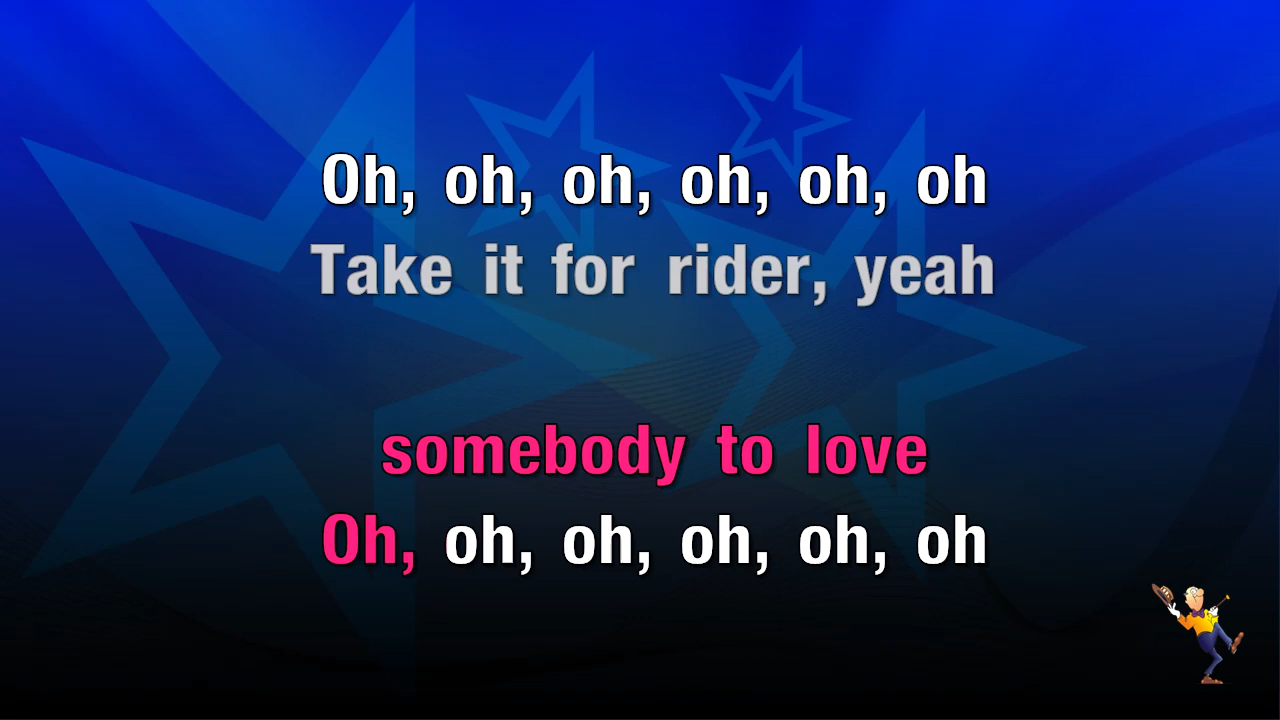 Oh, oh, oh, oh, oh, oh
Take it for rider, yeah
somebody to love
Oh, oh, oh, oh, oh, oh